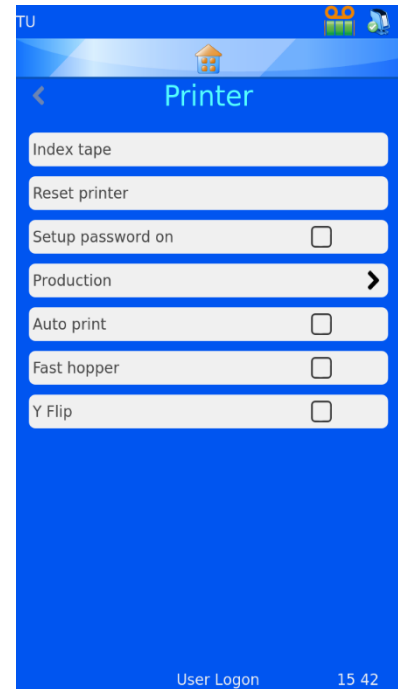 TU
Printer
Index tape
Reset printer
Setup password on
Production
Auto print
Fast hopper
Y Flip
User Logon 15 42